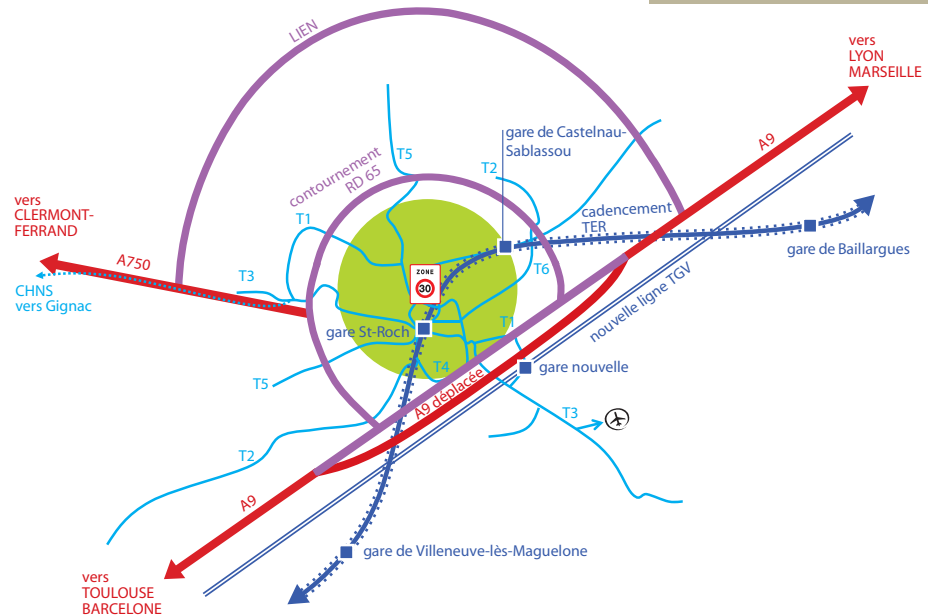 LIEN
vers
LYON
MARSEILLE
A9
gare de Castelnau-
Sablassou
T5
T2
contournement
RD 65
cadencement
TER
vers
CLERMONT-
FERRAND
T1
gare de Baillargues
A750
T3
ZONE
30
T6
CHNS
vers Gignac
nouvelle ligne TGV
gare St-Roch
T1
T4
gare nouvelle
T5
A9 déplacée
T3
T2
A9
gare de Villeneuve-lès-Maguelone
vers
TOULOUSE
BARCELONE